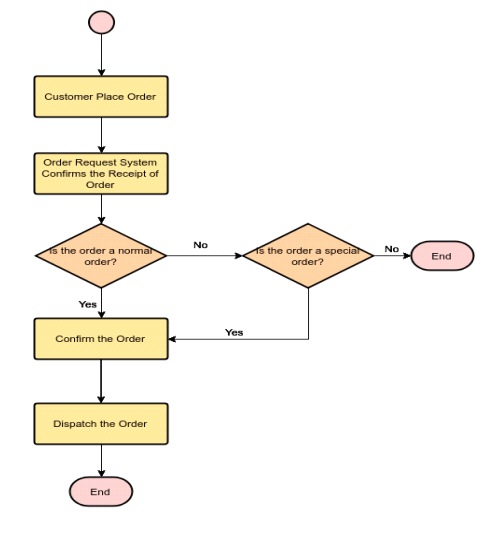 Customer Place Order
Order Request System
Confirms the Receipt of
Order
Is the order a normal
order?
No
Is the order a special
order?
No
End
Yes
Confirm the Order
Yes
Dispatch the Order
End